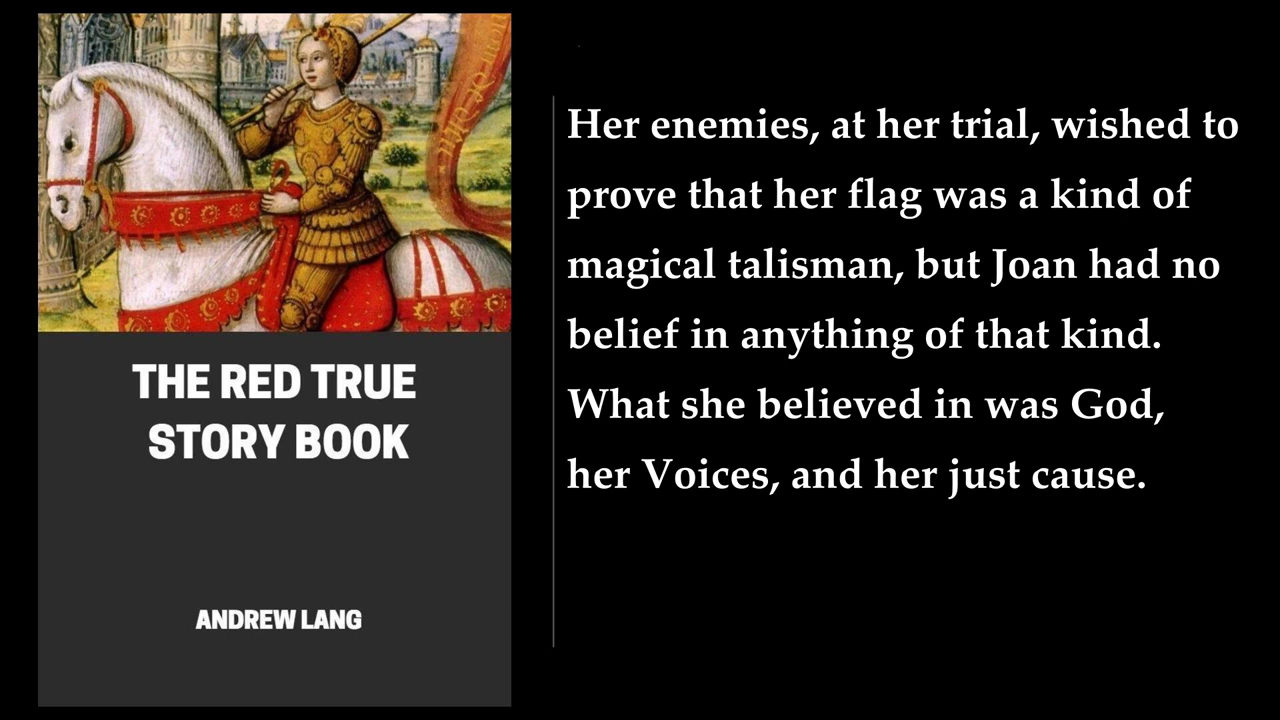 THE RED TRUE
STORY BOOK
ANDREW LANG
Her enemies, at her trial, wished to
prove that her flag was a kind of
magical talisman, but Joan had no
belief in anything of that kind.
What she believed in was God,
her Voices, and her just cause.